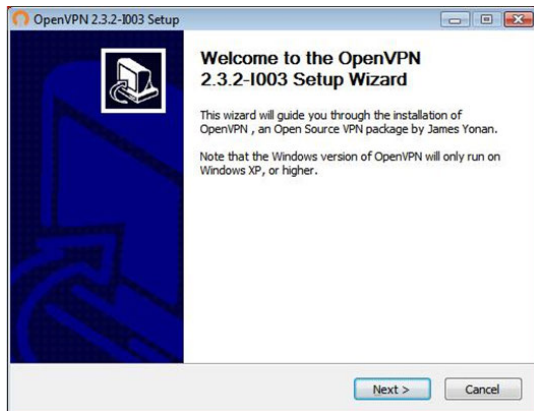 OpenVPN 2.3.2-I003 Setup
Welcome to the OpenVPN
2.3.2-I003 Setup Wizard
This wizard will guide you through the installation of
OpenVPN , an Open Source VPN package by James Yonan.
Note that the Windows version of OpenVPN will only run on
Windows XP, or higher.
Next >
Cancel